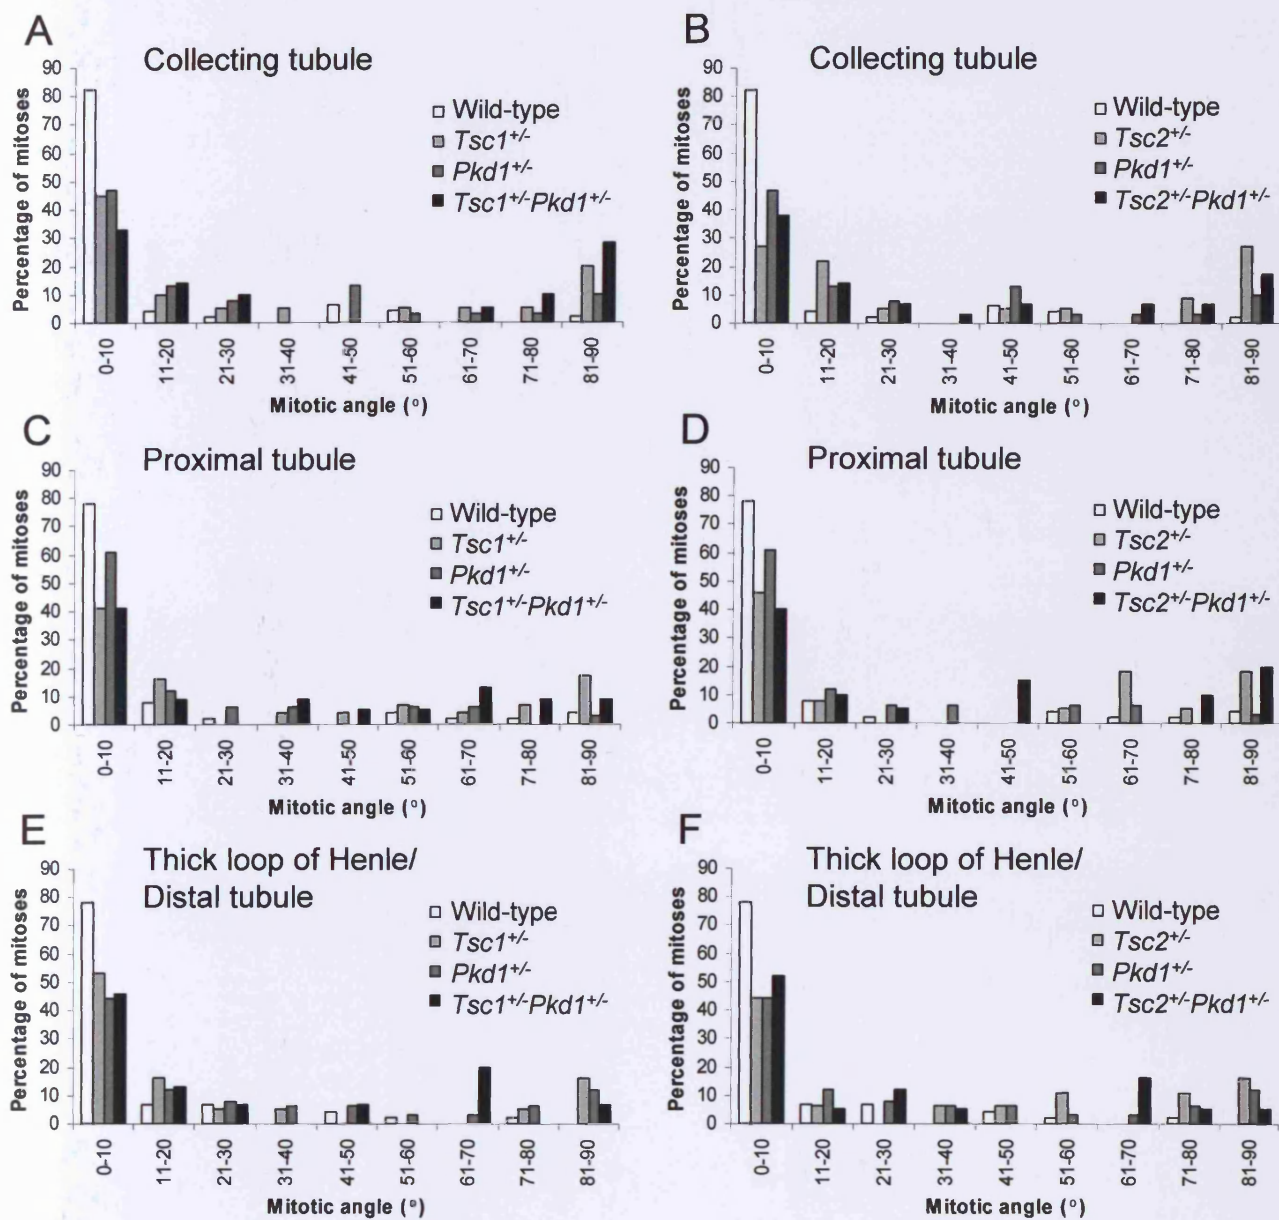 A
Collecting tubule
Percentage of mitoses
90
80
70
60
50
40
30
20
10
0
Wild-type
Tsc1+/-
Pkd1+/-
Tsc1+/-Pkd1+/-
0-10
11-20
21-30
31-40
41-50
51-60
61-70
71-80
81-90
Mitotic angle (°)
B
Collecting tubule
Percentage of mitoses
90
80
70
60
50
40
30
20
10
0
Wild-type
Tsc2+/-
Pkd1+/-
Tsc2+/-Pkd1+/-
0-10
11-20
21-30
31-40
41-50
51-60
61-70
71-80
81-90
Mitotic angle (°)
C
Proximal tubule
Percentage of mitoses
90
80
70
60
50
40
30
20
10
0
Wild-type
Tsc1+/-
Pkd1+/-
Tsc1+/-Pkd1+/-
0-10
11-20
21-30
31-40
41-50
51-60
61-70
71-80
81-90
Mitotic angle (°)
D
Proximal tubule
Percentage of mitoses
90
80
70
60
50
40
30
20
10
0
Wild-type
Tsc2+/-
Pkd1+/-
Tsc2+/-Pkd1+/-
0-10
11-20
21-30
31-40
41-50
51-60
61-70
71-80
81-90
Mitotic angle (°)
E
Thick loop of Henle/
Distal tubule
Percentage of mitoses
90
80
70
60
50
40
30
20
10
0
Wild-type
Tsc1+/-
Pkd1+/-
Tsc1+/-Pkd1+/-
0-10
11-20
21-30
31-40
41-50
51-60
61-70
71-80
81-90
Mitotic angle (°)
F
Thick loop of Henle/
Distal tubule
Percentage of mitoses
90
80
70
60
50
40
30
20
10
0
Wild-type
Tsc2+/-
Pkd1+/-
Tsc2+/-Pkd1+/-
0-10
11-20
21-30
31-40
41-50
51-60
61-70
71-80
81-90
Mitotic angle (°)